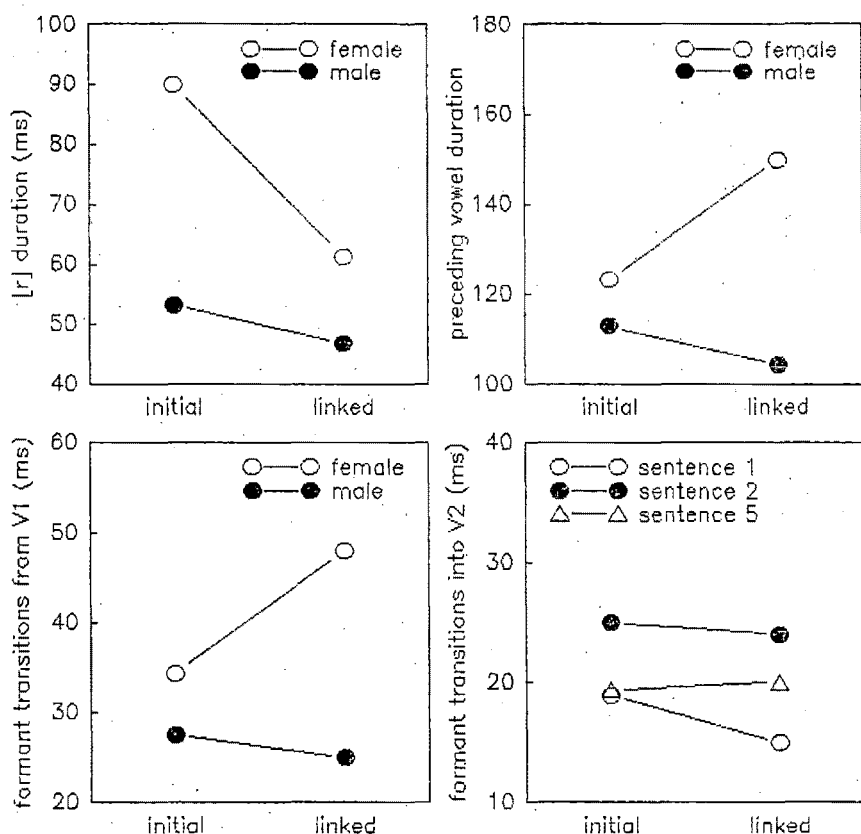 [r] duration (ms)
100
90
80
70
60
50
40
female
male
initial linked
preceding vowel duration
180
160
140
120
100
female
male
initial linked
formant transitions from V1 (ms)
60
50
40
30
20
female
male
initial linked
formant transitions into V2 (ms)
40
30
20
10
sentence 1
sentence 2
sentence 5
initial linked